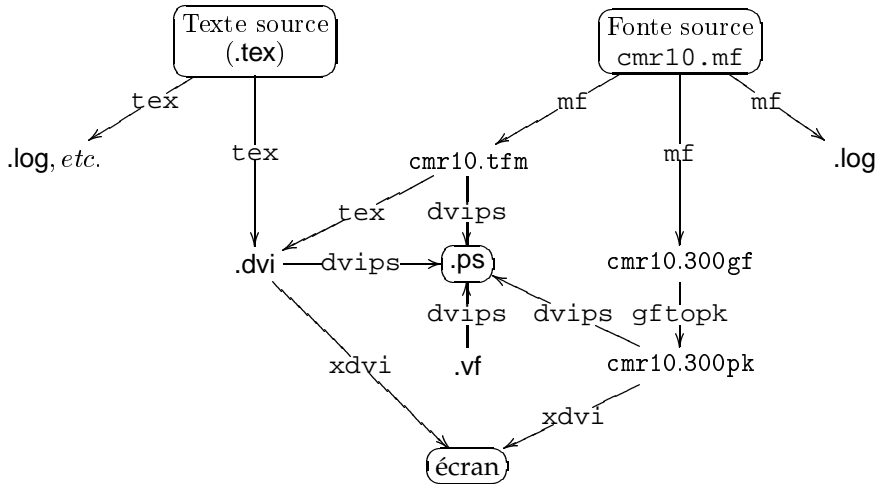 Texte source
(.tex)
Fonte source
cmr10.mf
tex
mf
mf
.log, etc.
tex
cmr10.tfm
mf
.log
tex
dvips
.dvi
dvips
.ps
cmr10.300gf
dvips
dvips
gftopk
xdvi
.vf
cmr10.300pk
xdvi
écran